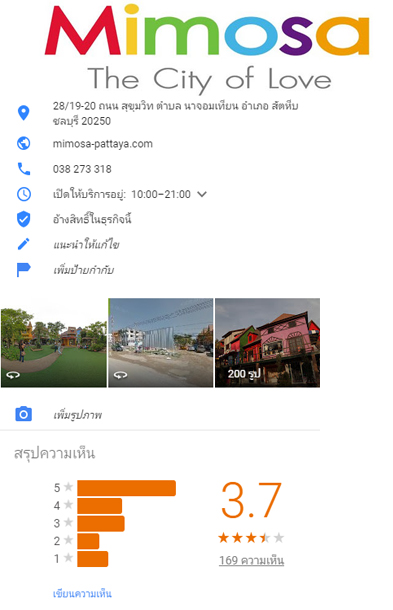 Mimosa
The City of Love
28/19-20 ถนน สุขุมวิท ตำบล นาจอมเทียน อำเภอ สัตหีบ
ชลบุรี 20250
mimosa-pattaya.com
038 273 318
เปิดให้บริการอยู่: 10:00–21:00
อ้างสิทธิ์ในธุรกิจนี้
แนะนำให้แก้ไข
เพิ่มป้ายกำกับ
200 รูป
เพิ่มรูปภาพ
สรุปความเห็น
5
4
3
2
1
3.7
169 ความเห็น
เขียนความเห็น